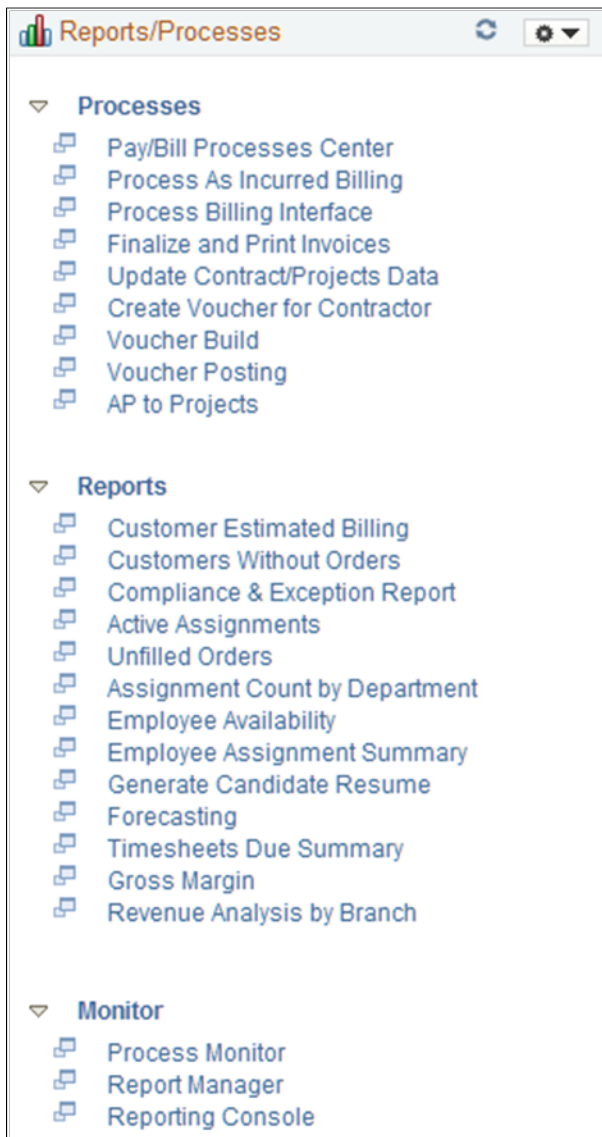 Reports/Processes
Processes
Pay/Bill Processes Center
Process As Incurred Billing
Process Billing Interface
Finalize and Print Invoices
Update Contract/Projects Data
Create Voucher for Contractor
Voucher Build
Voucher Posting
AP to Projects
Reports
Customer Estimated Billing
Customers Without Orders
Compliance & Exception Report
Active Assignments
Unfilled Orders
Assignment Count by Department
Employee Availability
Employee Assignment Summary
Generate Candidate Resume
Forecasting
Timesheets Due Summary
Gross Margin
Revenue Analysis by Branch
Monitor
Process Monitor
Report Manager
Reporting Console